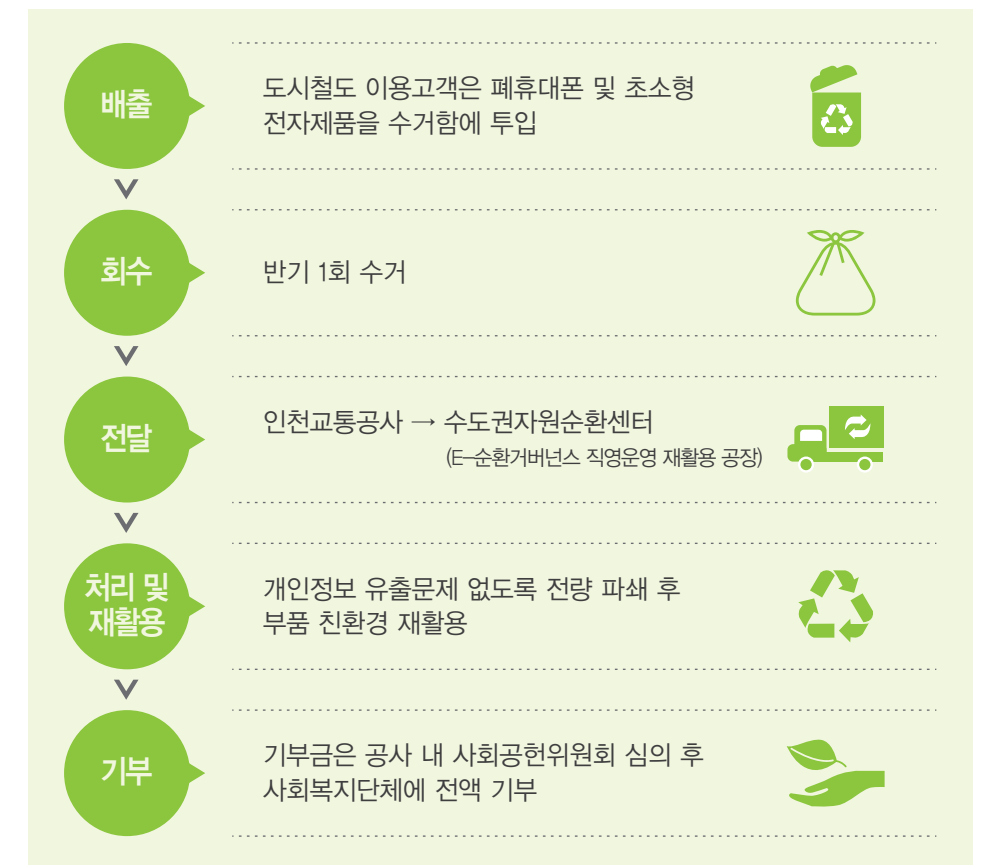 배출
도시철도 이용고객은 폐휴대폰 및 초소형
전자제품을 수거함에 투입
회수
반기 1회 수거
전달
인천교통공사 → 수도권자원순환센터
(E-순환거버넌스 직영운영 재활용 공장)
처리 및
재활용
개인정보 유출문제 없도록 전량 파쇄 후
부품 친환경 재활용
기부
기부금은 공사 내 사회공헌위원회 심의 후
사회복지단체에 전액 기부